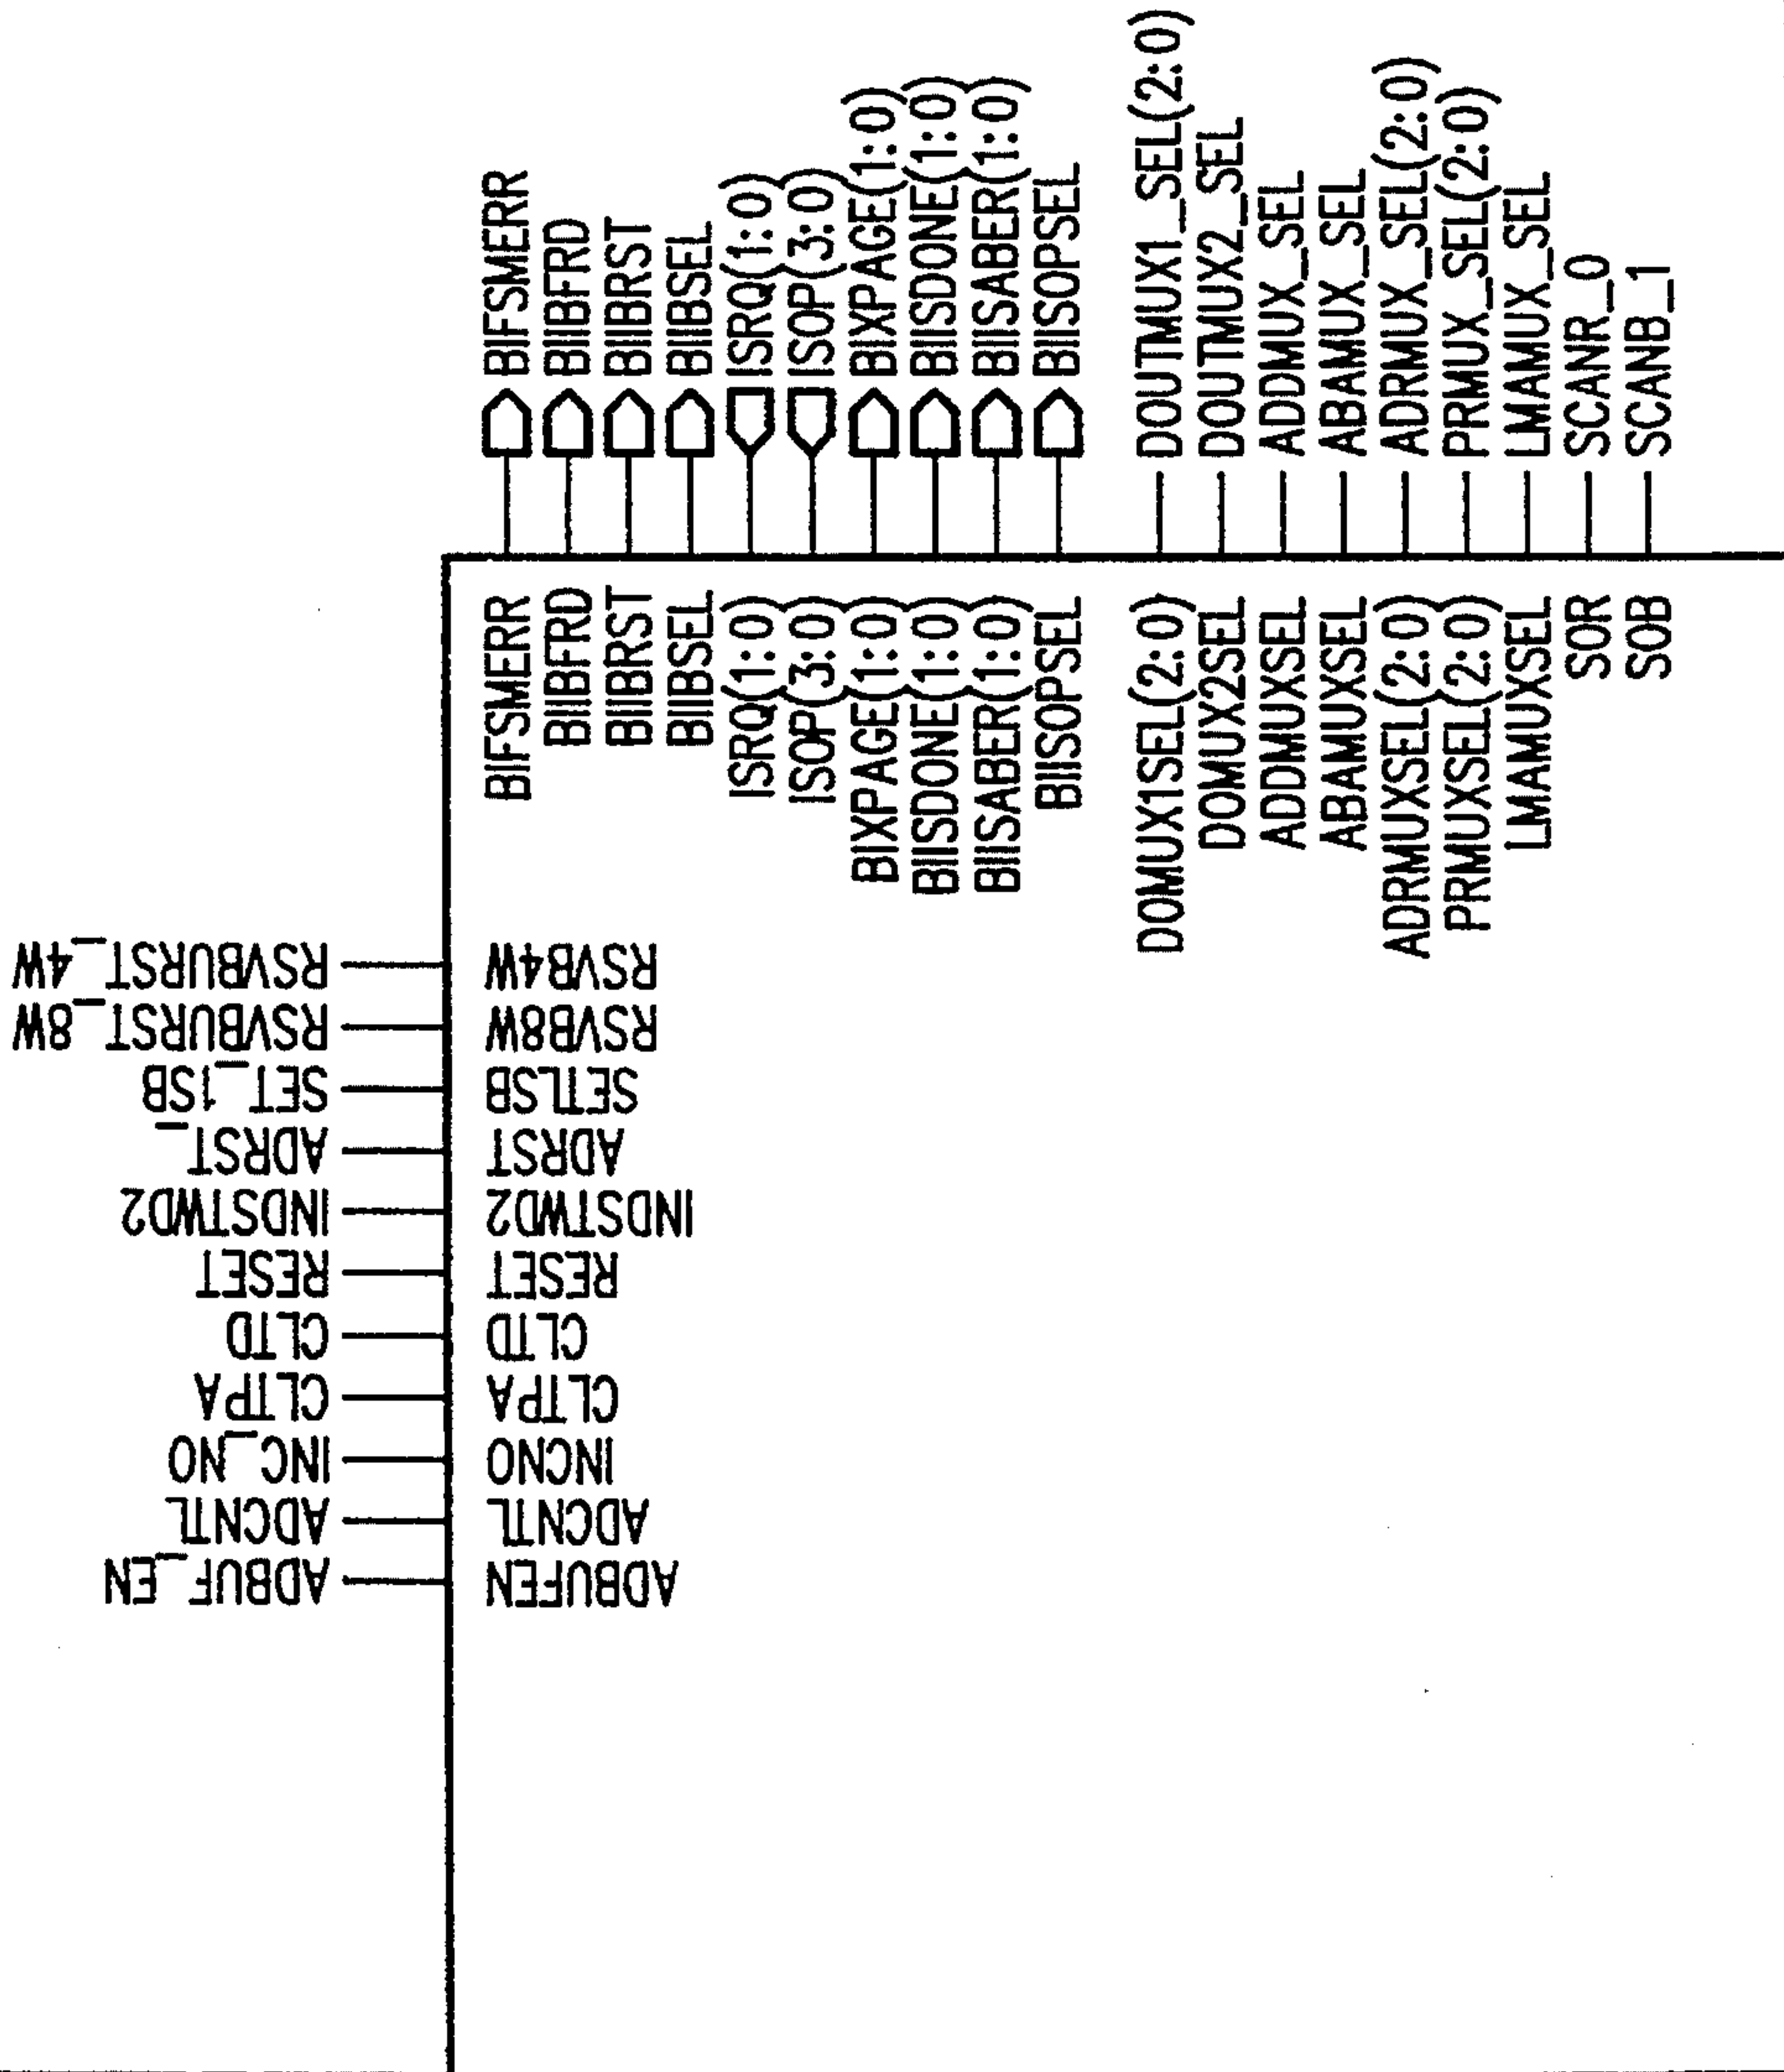 BIFSMERR
BIIBFRD
BIIBRST
BIIBSEL
ISRQ(1:0)
ISOP(3:0)
BIXPAGE(1:0)
BIISDONE(1:0)
BIISABER(1:0)
BIISOPSEL
DOUTMUX1_SEL(2:0)
DOUTMUX2_SEL
ADDMUX_SEL
ABAMUX_SEL
ADRMUX_SEL(2:0)
PRMUX_SEL(2:0)
LMAMUX_SEL
SCANR_0
SCANB_1
BIFSMERR
BIIBFRD
BIIBRST
BIIBSEL
ISRQ(1:0)
ISOP(3:0)
BIXPAGE(1:0)
BIISDONE(1:0)
BIISABER(1:0)
BIISOPSEL
DOMUX1SEL(2:0)
DOMUX2SEL
ADDMUXSEL
ABAMUXSEL
ADRMUXSEL(2:0)
PRMUXSEL(2:0)
LMAMUXSEL
SOR
SOB
RSVBURST_4W
RSVBURST_8W
SET_1SB
ADRST_
INDSTWD2
RESET
CLTD
CLTPA
INC_NO
ADCNTL
ADBUF_EN
RSVB4W
RSVB8W
SETLSB
ADRST
INDSTWD2
RESET
CLTD
CLTPA
INCNO
ADCNTL
ADBUFEN